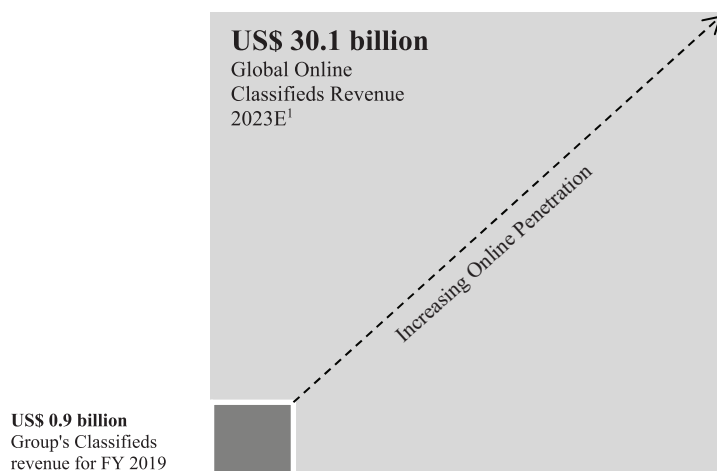 US$ 30.1 billion
Global Online
Classifieds Revenue
2023E¹
Increasing Online Penetration
US$ 0.9 billion
Group's Classifieds
revenue for FY 2019